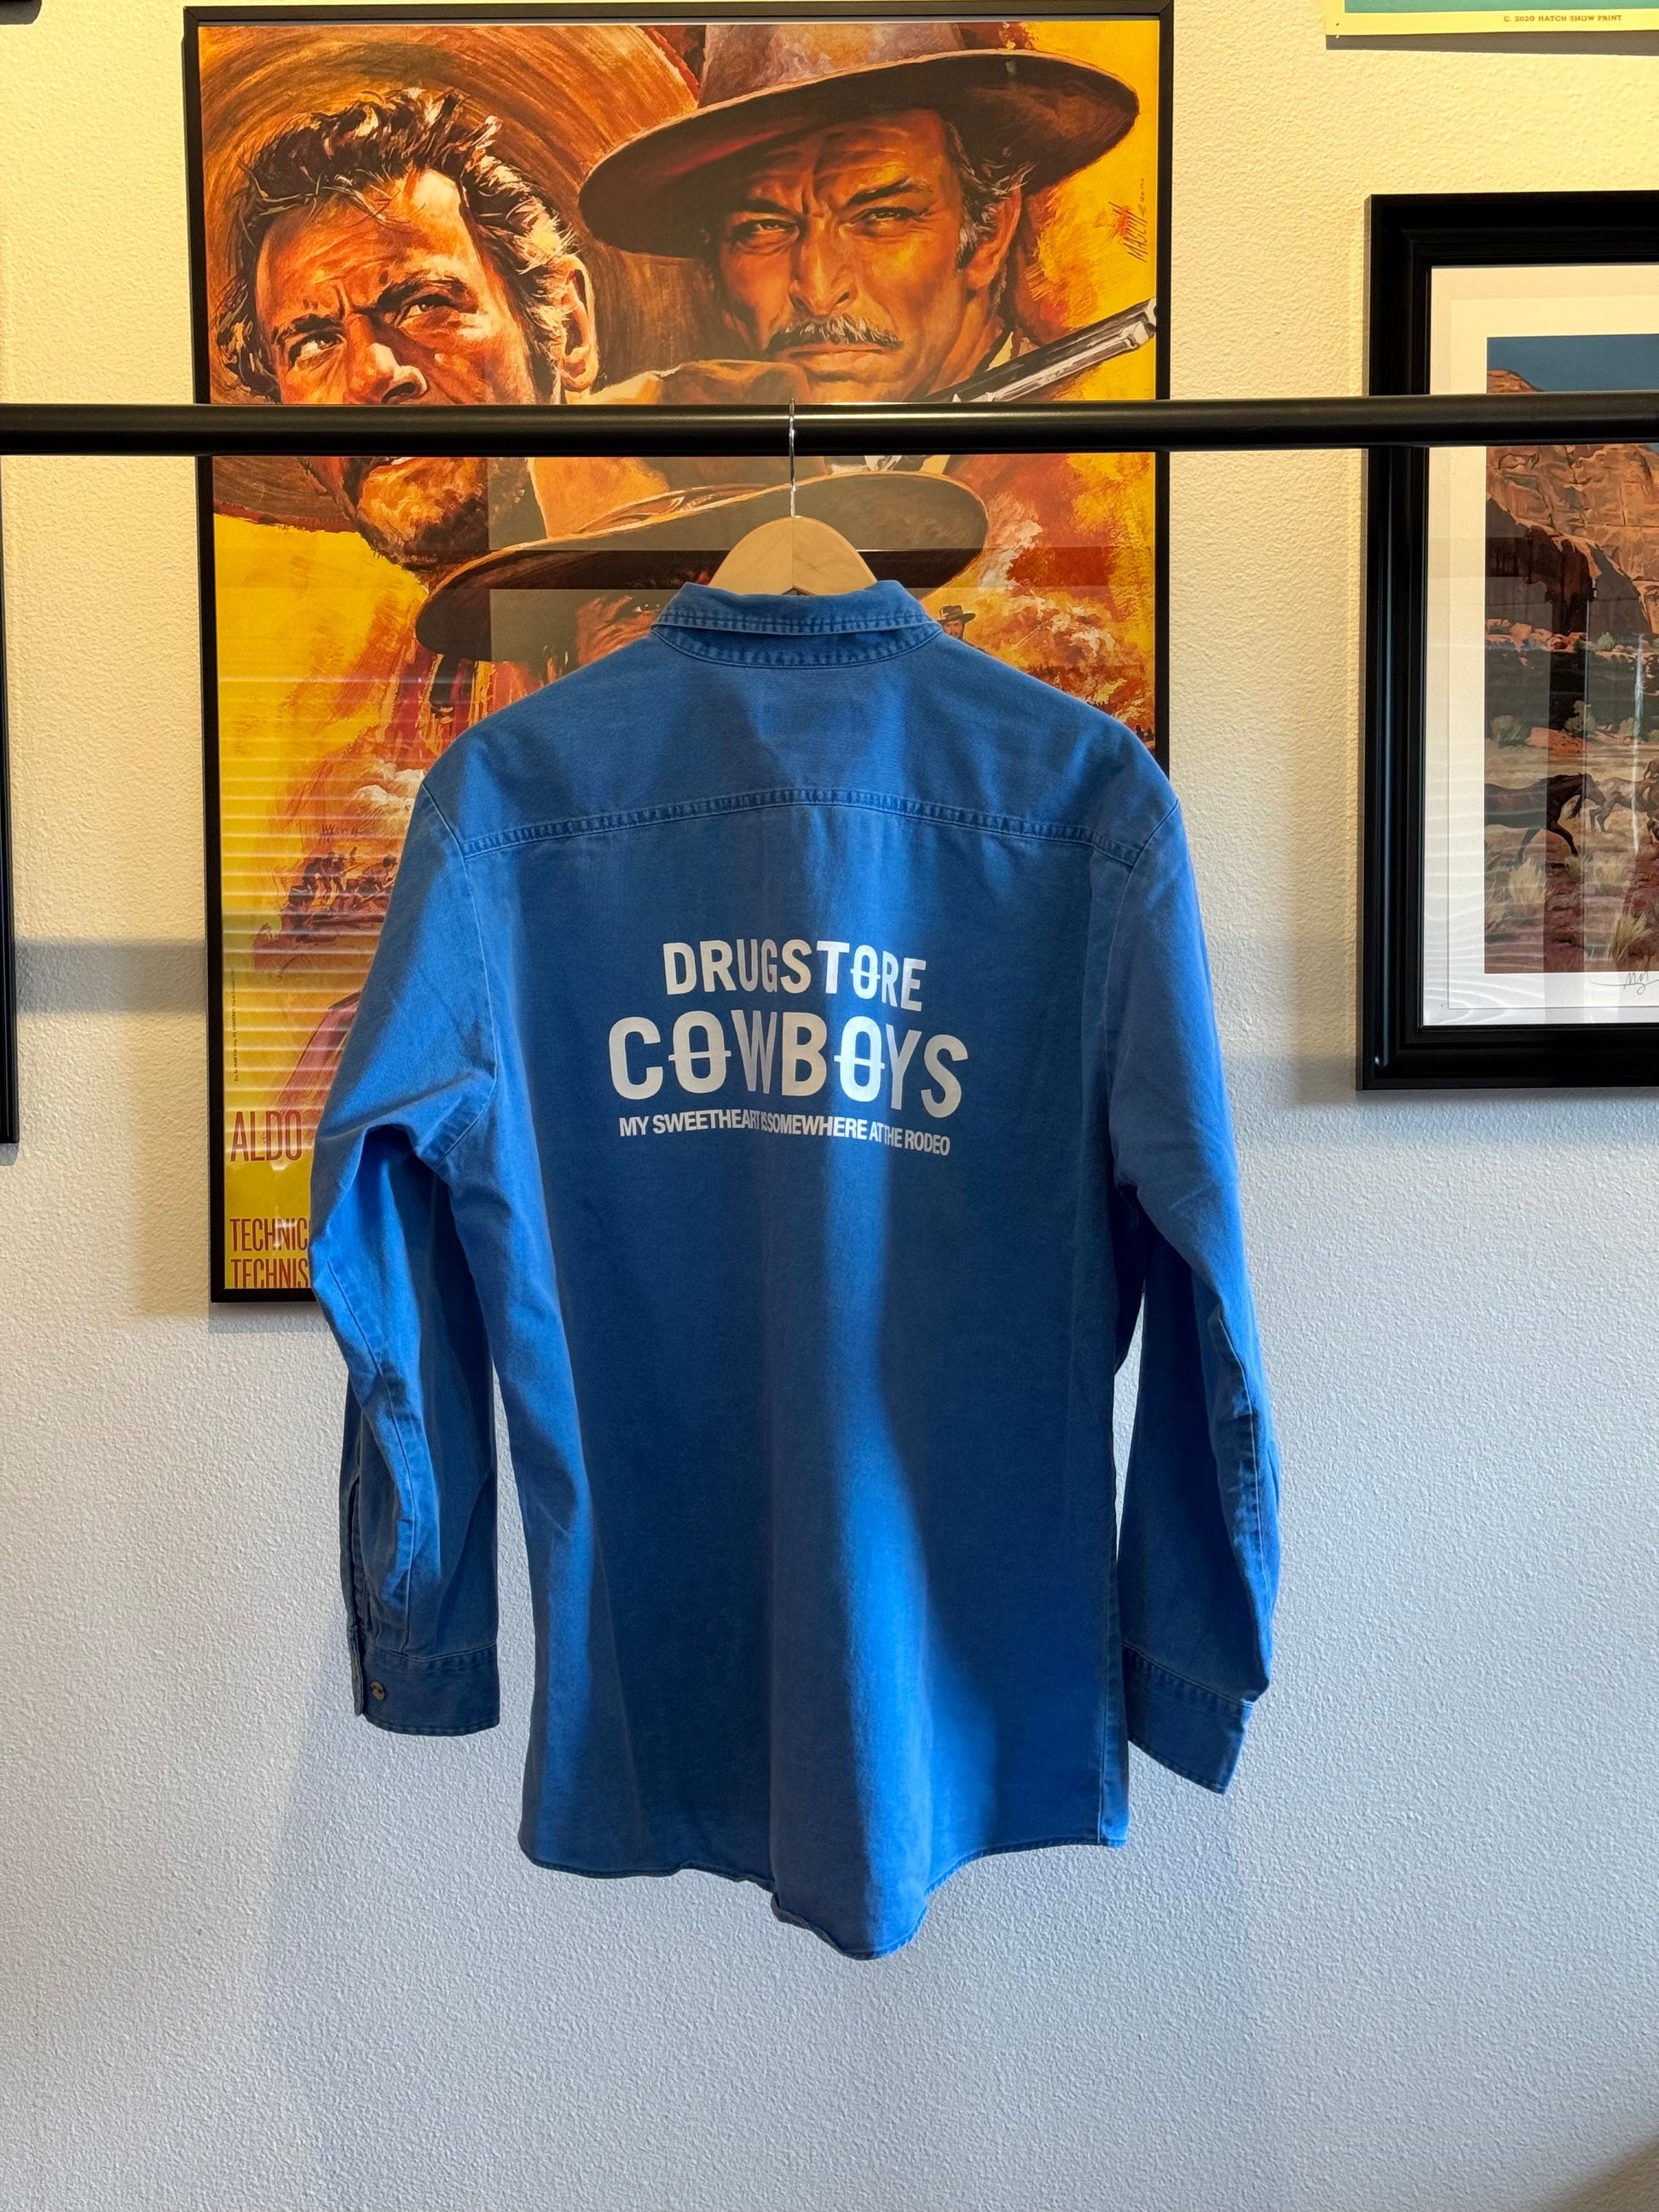 C. 2020 HATCH SHOW PRINT
DRUGSTORE
COWBOYS
MY SWEETHEART IS SOMEWHERE AT THE RODEO
ALDO
TECHNIC
TECHNIS